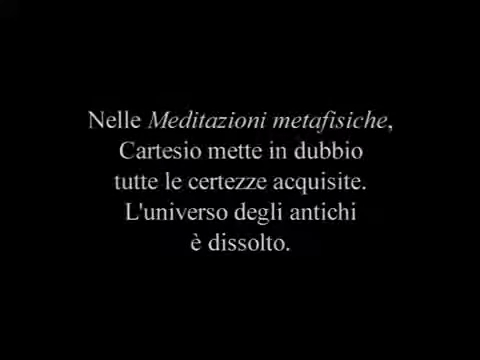 Nelle Meditazioni metafisiche,
Cartesio mette in dubbio
tutte le certezze acquisite.
L'universo degli antichi
è dissolto.